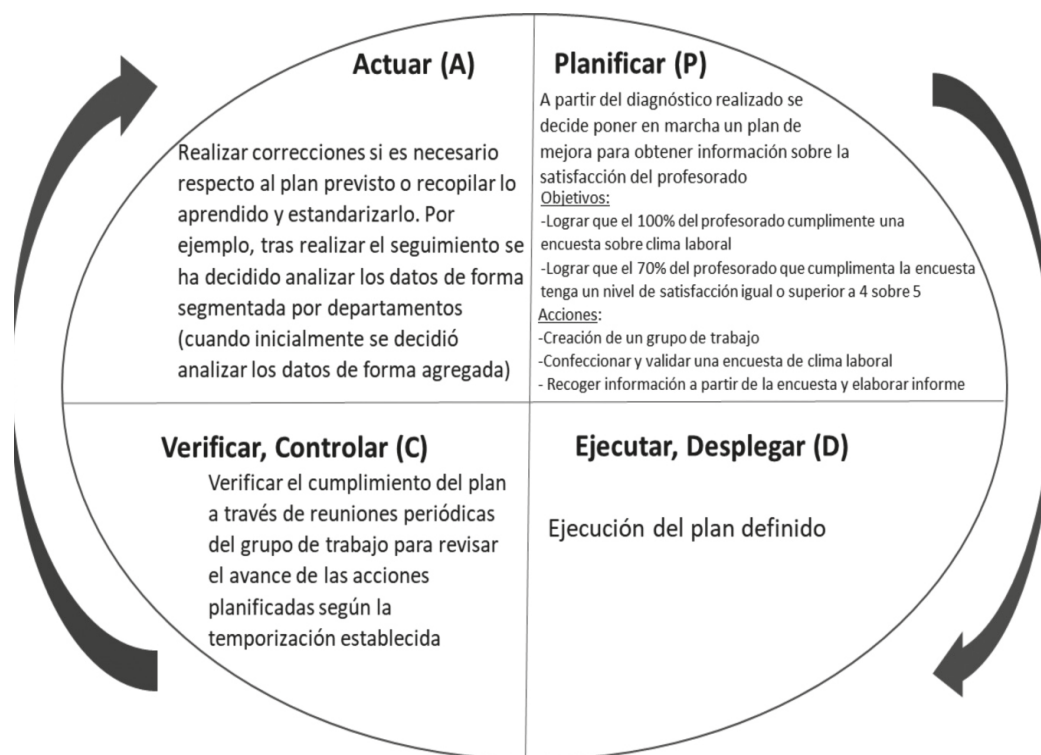 Actuar (A)
Realizar correcciones si es necesario
respecto al plan previsto o recopilar lo
aprendido y estandarizarlo. Por
ejemplo, tras realizar el seguimiento se
ha decidido analizar los datos de forma
segmentada por departamentos
(cuando inicialmente se decidió
analizar los datos de forma agregada)
Planificar (P)
A partir del diagnóstico realizado se
decide poner en marcha un plan de
mejora para obtener información sobre la
satisfacción del profesorado
Objetivos:
-Lograr que el 100% del profesorado cumplimente una
encuesta sobre clima laboral
-Lograr que el 70% del profesorado que cumplimenta la encuesta
tenga un nivel de satisfacción igual o superior a 4 sobre 5
Acciones:
-Creación de un grupo de trabajo
-Confeccionar y validar una encuesta de clima laboral
- Recoger información a partir de la encuesta y elaborar informe
Verificar, Controlar (C)
Verificar el cumplimiento del plan
a través de reuniones periódicas
del grupo de trabajo para revisar
el avance de las acciones
planificadas según la
temporización establecida
Ejecutar, Desplegar (D)
Ejecución del plan definido